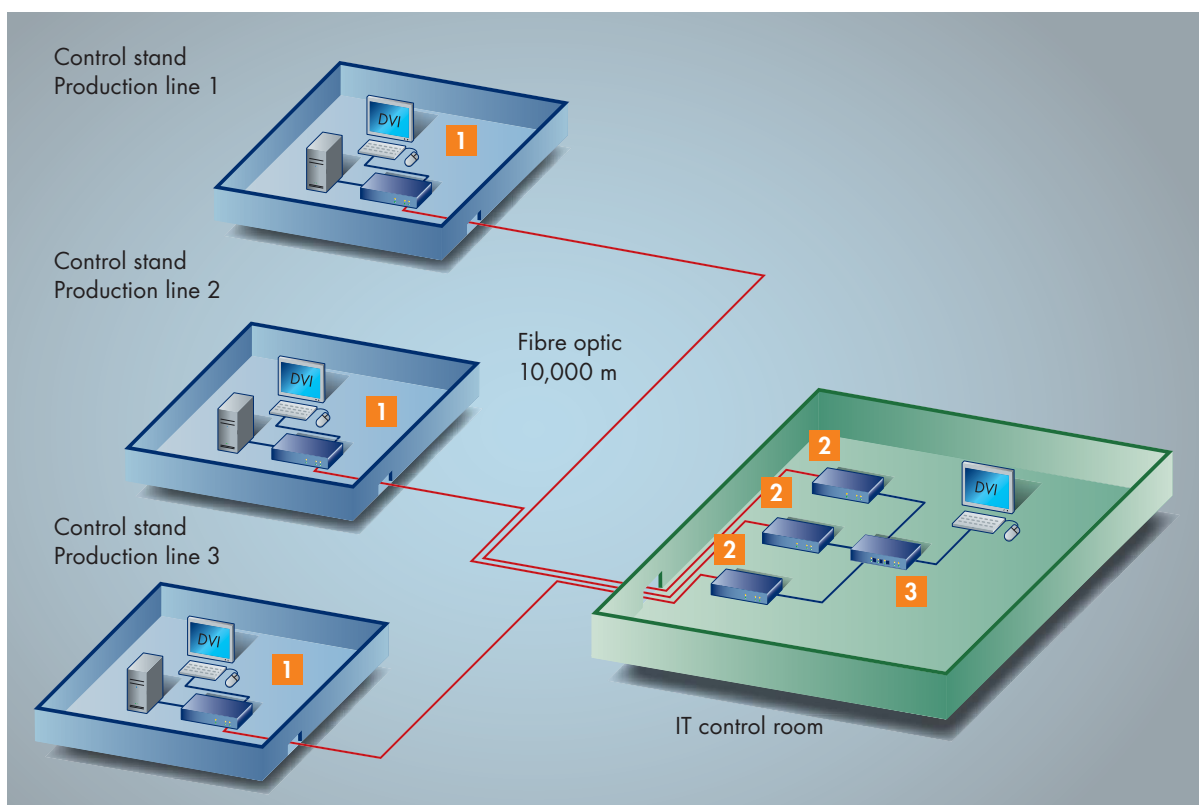 Control stand
Production line 1
DVI
1
Control stand
Production line 2
DVI
1
Fibre optic
10,000 m
Control stand
Production line 3
DVI
1
2
2
2
DVI
3
IT control room